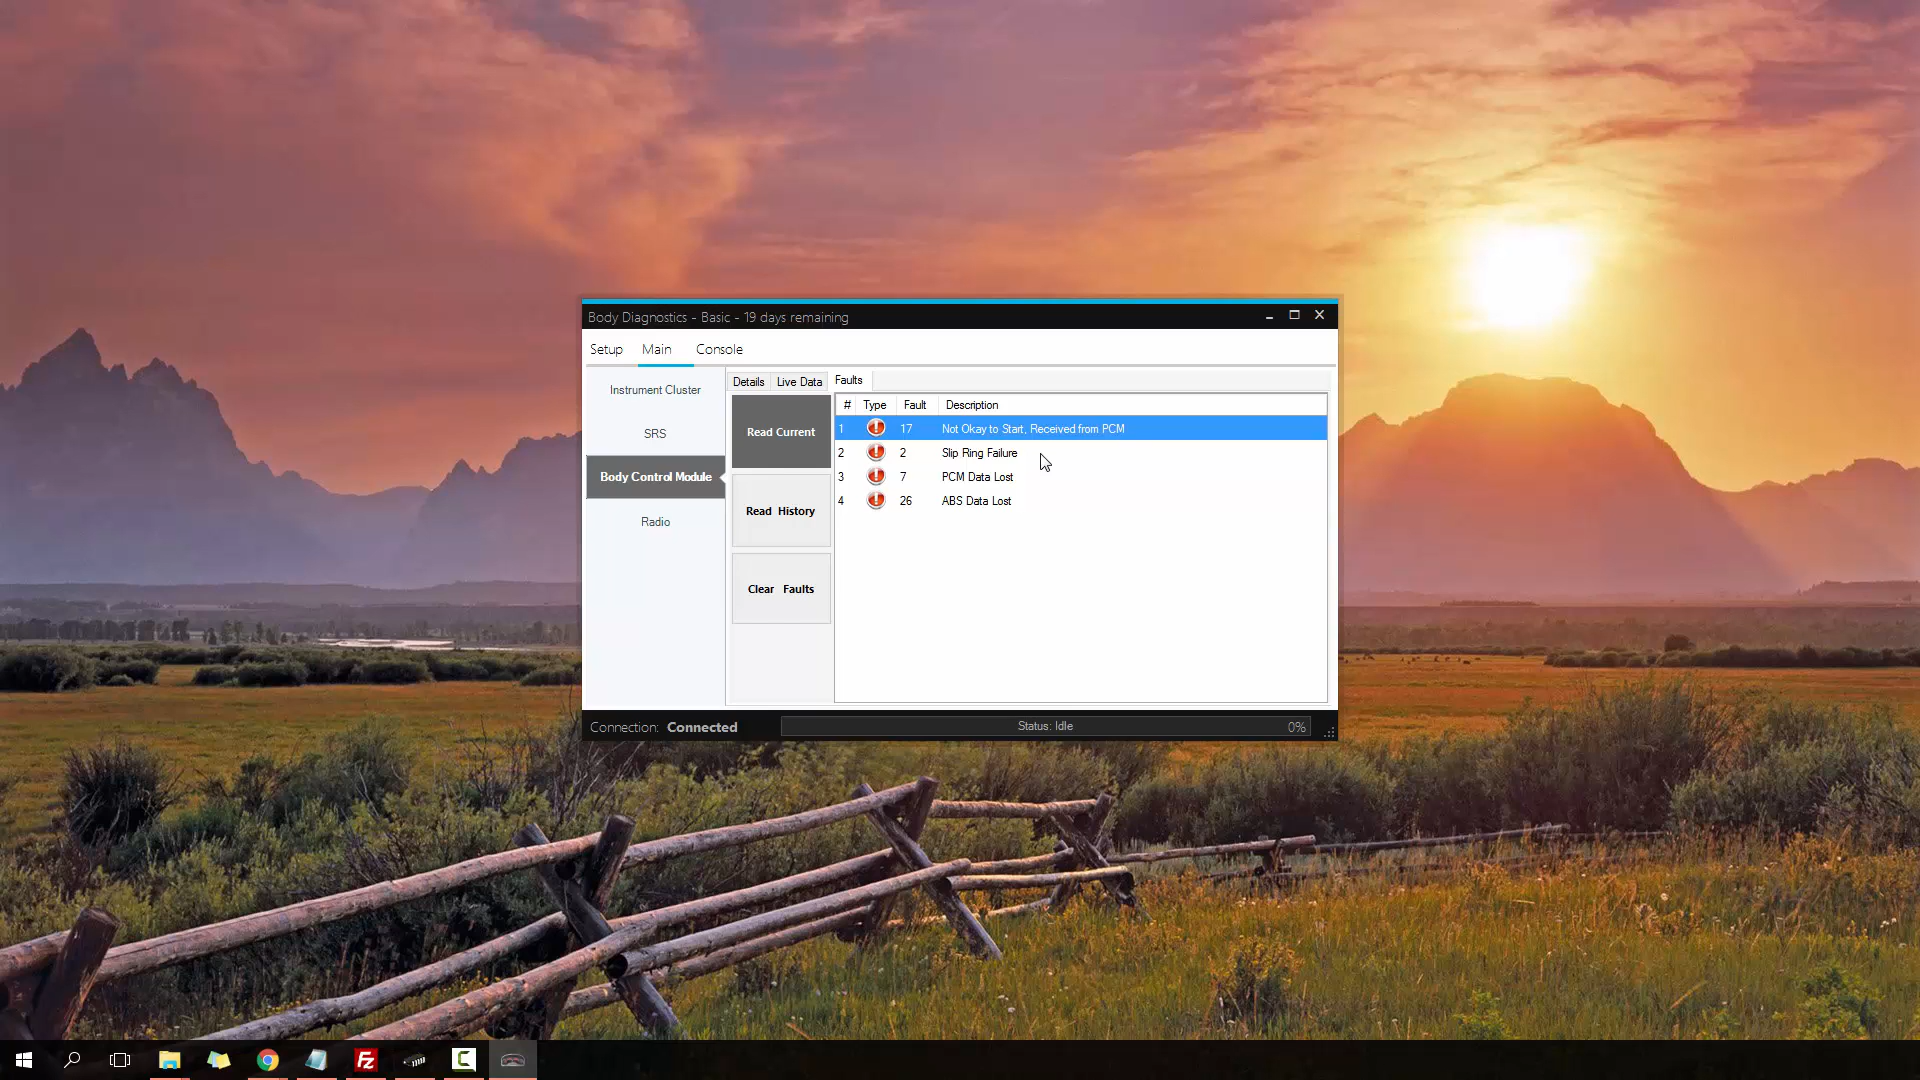 Body Diagnostics - Basic - 19 days remaining
Setup Main Console
Instrument Cluster
SRS
Body Control Module
Radio
Details Live Data Faults
Read Current
Read History
Clear Faults
# Type Fault Description
1 17 Not Okay to Start, Received from PCM
2 2 Slip Ring Failure
3 7 PCM Data Lost
4 26 ABS Data Lost
Connection: Connected
Status: Idle
0%
Fz
C